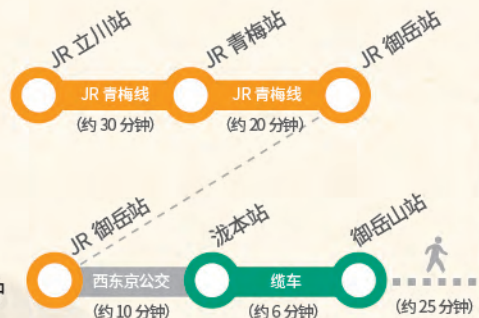 JR 立川站
JR 青梅站
JR 御岳站
JR 青梅线
JR 青梅线
(约 30 分钟)
(约 20 分钟)
JR 御岳站
泷本站
御岳山站
西东京公交
缆车
(约 10 分钟)
(约 6 分钟)
(约 25 分钟)